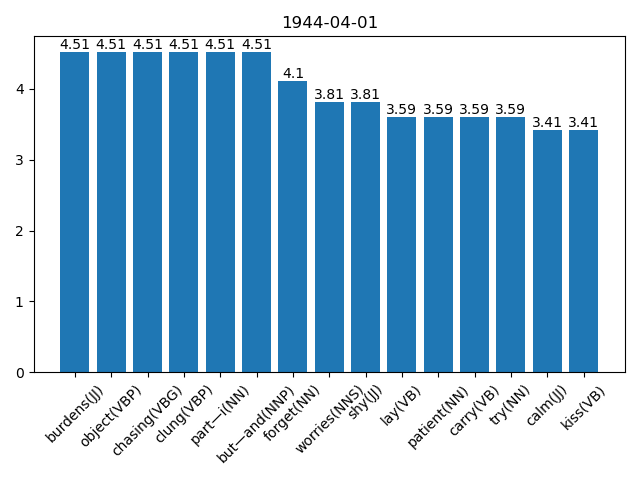 1944-04-01
4.51 4.51 4.51 4.51 4.51 4.51 4.1 3.81 3.81 3.59 3.59 3.59 3.59 3.41 3.41
4
3
2
1
0
burdens(JJ)
object(VBP)
chasing(VBG)
clung(VBP)
part—i(NN)
but—and(NNP)
forget(NN)
worries(NNS)
shy(JJ)
lay(VB)
patient(NN)
carry(VB)
try(NN)
calm(JJ)
kiss(VB)